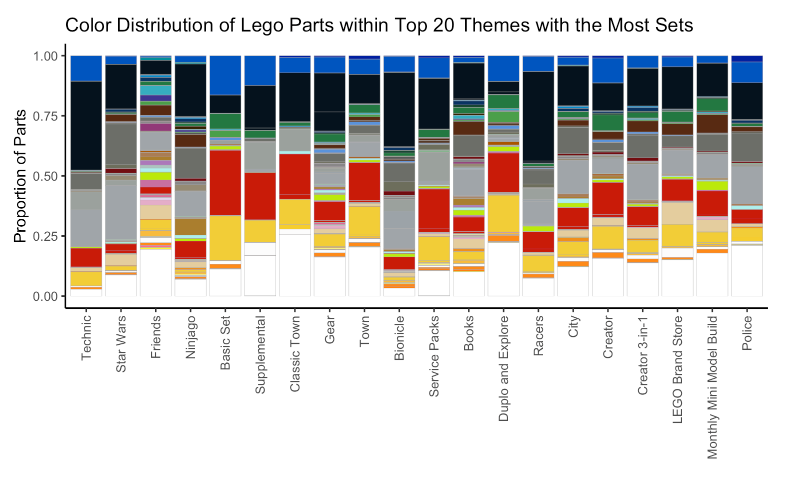 Color Distribution of Lego Parts within Top 20 Themes with the Most Sets
Proportion of Parts
1.00
0.75
0.50
0.25
0.00
Technic
Star Wars
Friends
Ninjago
Basic Set
Supplemental
Classic Town
Gear
Town
Bionicle
Service Packs
Books
Duplo and Explore
Racers
City
Creator
Creator 3-in-1
LEGO Brand Store
Monthly Mini Model Build
Police